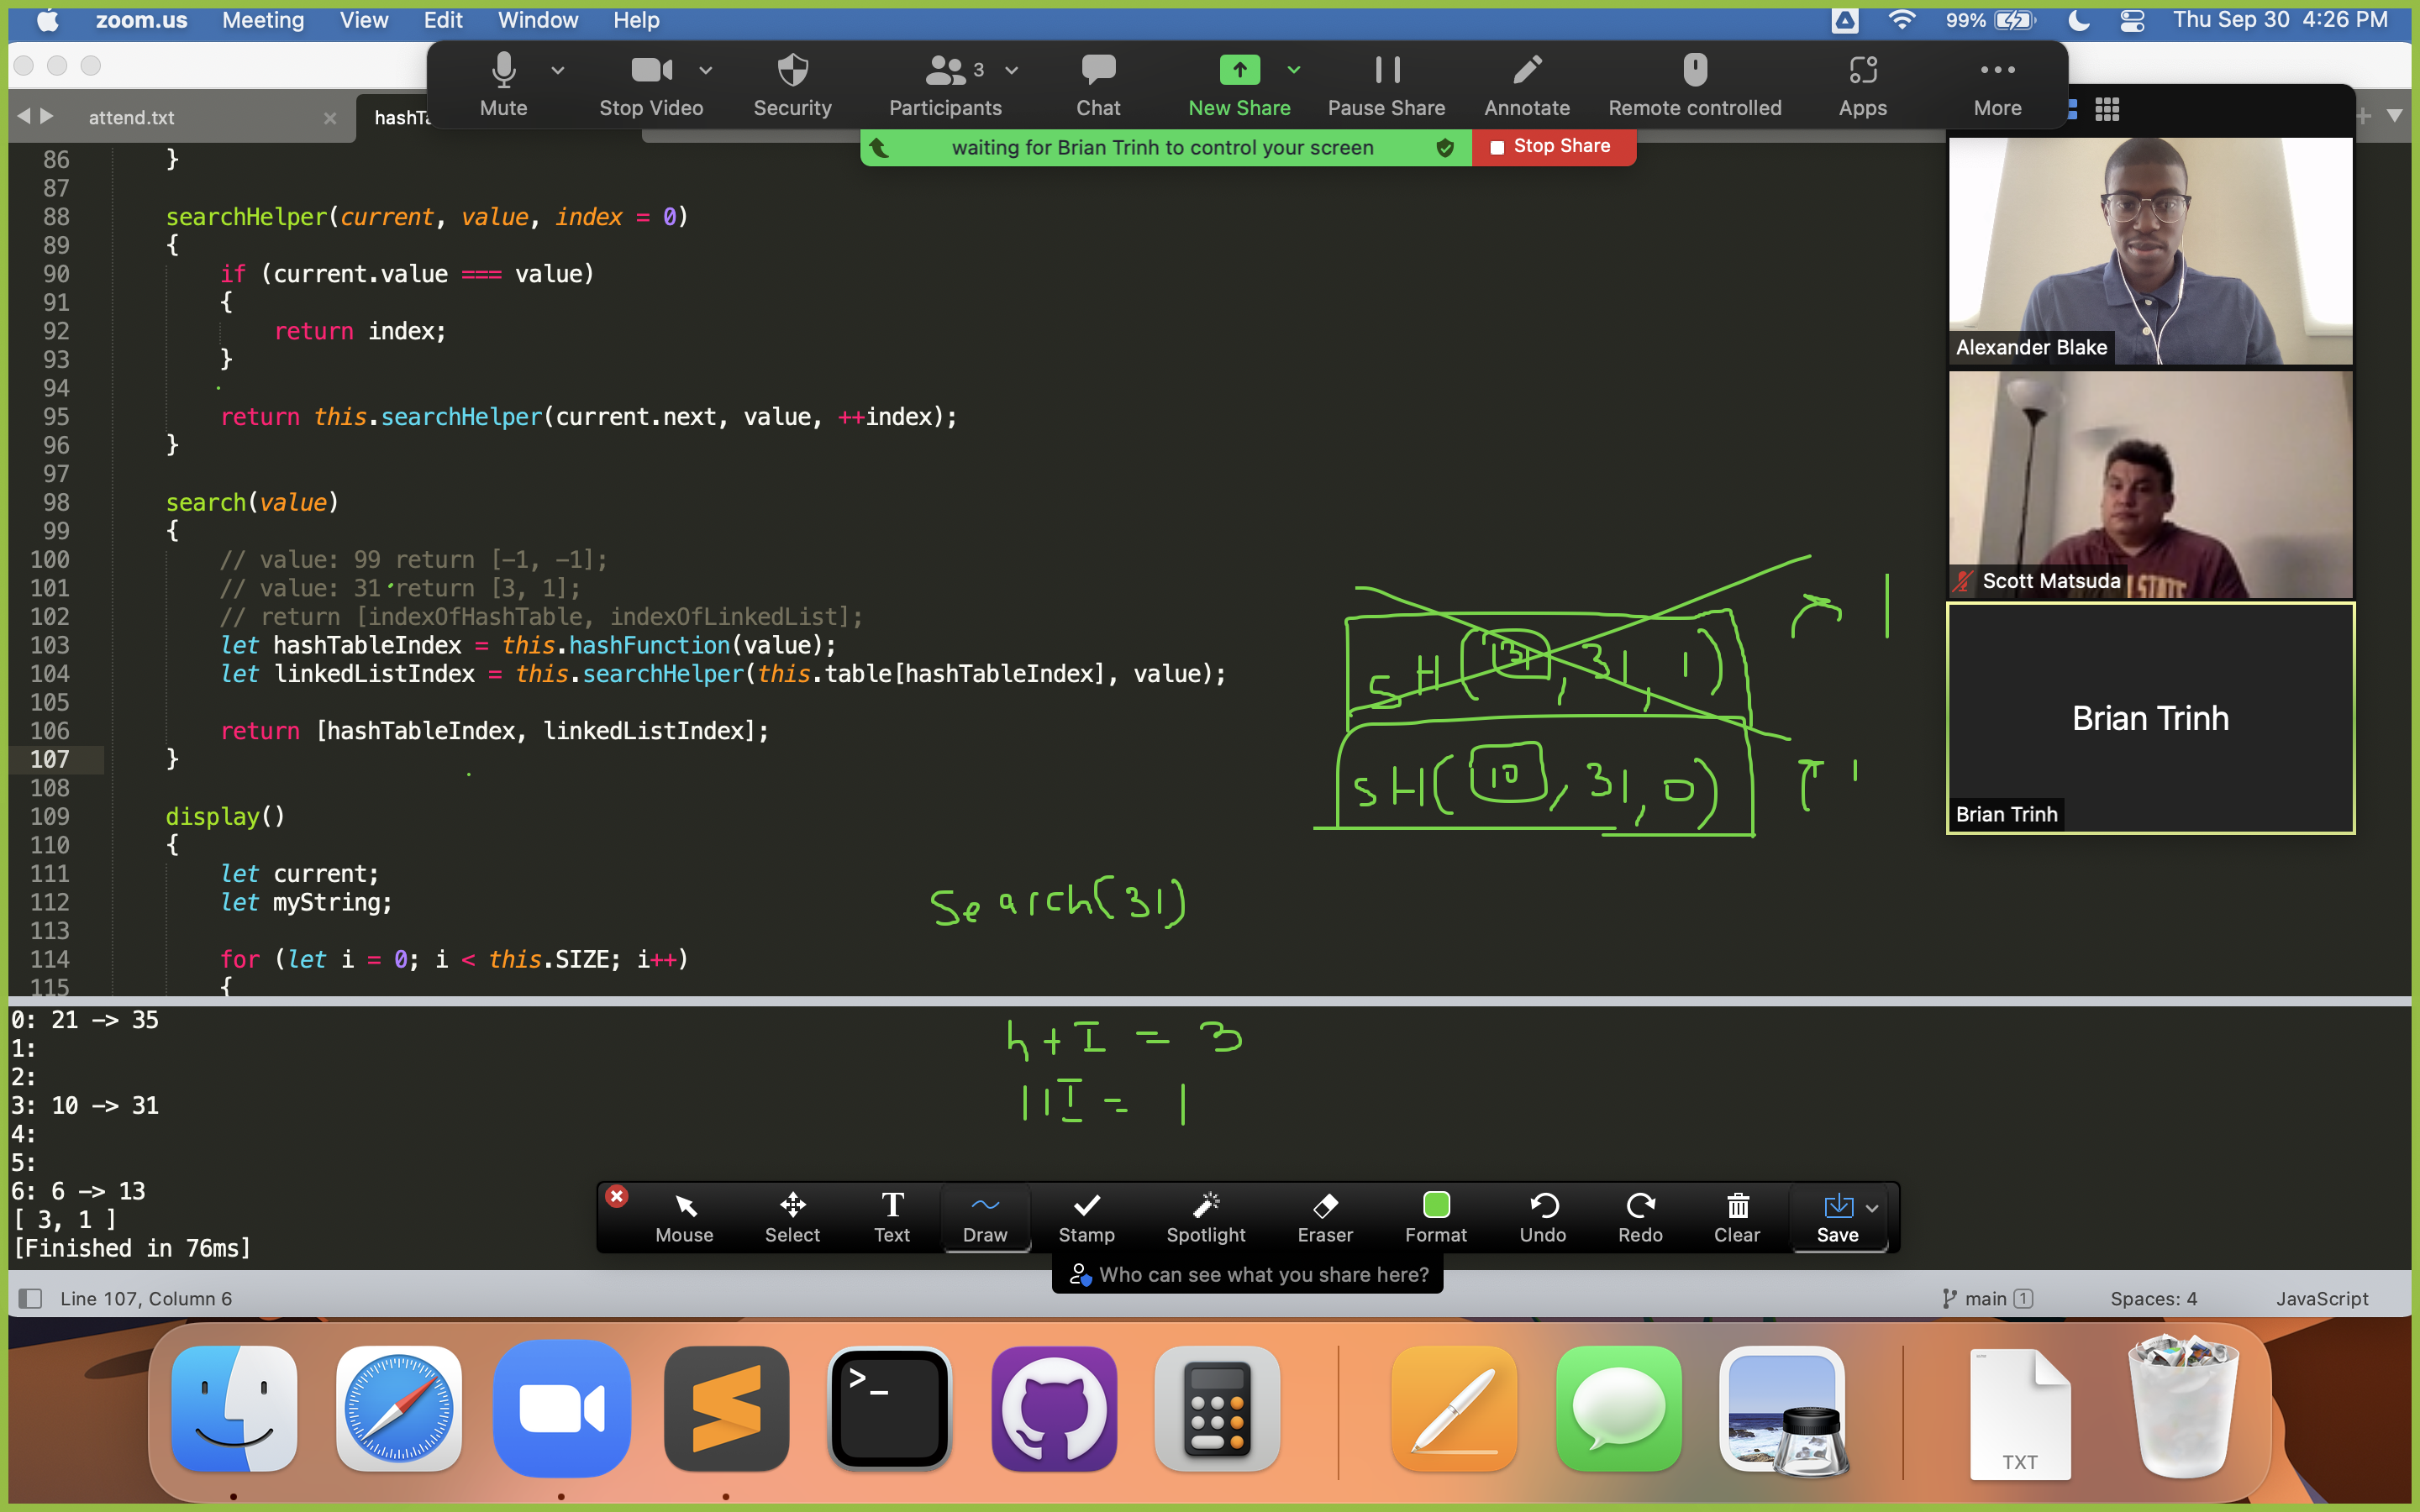 zoom.us Meeting View Edit Window Help 99% Thu Sep 30 4:26 PM
Mute Stop Video Security Participants 3 Chat New Share Pause Share Annotate Remote controlled Apps More
attend.txt hashTa
waiting for Brian Trinh to control your screen Stop Share
86 }
87
88 searchHelper(current, value, index = 0)
89 {
90 if (current.value === value)
91 {
92 return index;
93 }
94
95 return this.searchHelper(current.next, value, ++index);
96 }
97
98 search(value)
99 {
100 // value: 99 return [-1, -1];
101 // value: 31 return [3, 1];
102 // return [indexOfHashTable, indexOfLinkedList];
103 let hashTableIndex = this.hashFunction(value);
104 let linkedListIndex = this.searchHelper(this.table[hashTableIndex], value);
105
106 return [hashTableIndex, linkedListIndex];
107 }
108
109 display()
110 {
111 let current;
112 let myString;
113
114 for (let i = 0; i < this.SIZE; i++)
115 {
Alexander Blake
STATE
Scott Matsuda
Brian Trinh
Brian Trinh
SH(31, 31, 1) r 1
SH(10, 31, 0) r 1
Search(31)
h+I = 3
llI = 1
0: 21 -> 35
1:
2:
3: 10 -> 31
4:
5:
6: 6 -> 13
[ 3, 1 ]
[Finished in 76ms]
Mouse Select Text Draw Stamp Spotlight Eraser Format Undo Redo Clear Save
Who can see what you share here?
Line 107, Column 6 main 1 Spaces: 4 JavaScript
TXT